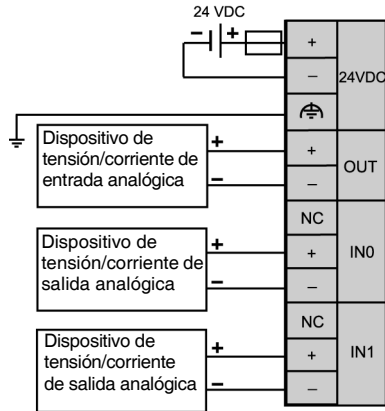 24 VDC
− + +
− 24VDC
Dispositivo de
tensión/corriente de
entrada analógica
+ +
− −
OUT
NC
Dispositivo de
tensión/corriente de
salida analógica
+ +
− −
IN0
NC
Dispositivo de
tensión/corriente
de salida analógica
+ +
− −
IN1